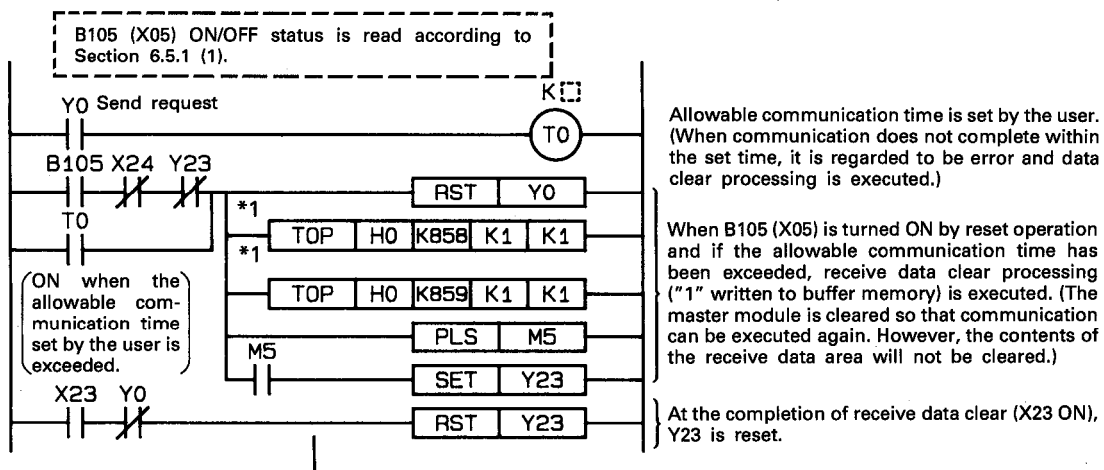 B105 (X05) ON/OFF status is read according to
Section 6.5.1 (1).
K
Y0 Send request
T0
B105 X24 Y23
RST Y0
*1
T0
TOP H0 K858 K1 K1
*1
TOP H0 K859 K1 K1
(ON when the
allowable com-
munication time
set by the user is
exceeded.)
PLS M5
M5
SET Y23
X23 Y0
RST Y23
Allowable communication time is set by the user.
(When communication does not complete within
the set time, it is regarded to be error and data
clear processing is executed.)
When B105 (X05) is turned ON by reset operation
and if the allowable communication time has
been exceeded, receive data clear processing
("1" written to buffer memory) is executed. (The
master module is cleared so that communication
can be executed again. However, the contents of
the receive data area will not be cleared.)
At the completion of receive data clear (X23 ON),
Y23 is reset.